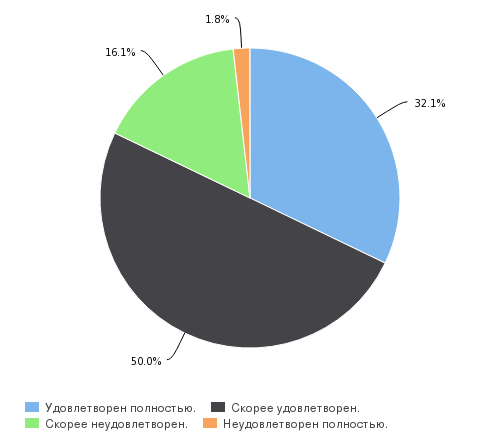 1.8%
16.1%
32.1%
50.0%
Удовлетворен полностью. Скорее удовлетворен.
Скорее неудовлетворен. Неудовлетворен полностью.